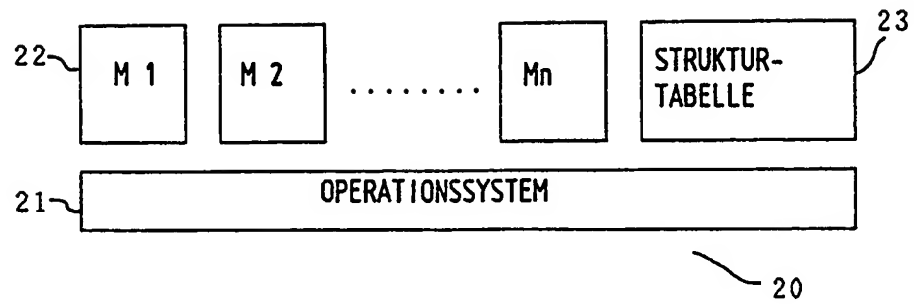 22 M 1 M 2 ........ Mn STRUKTUR- 23
TABELLE
21 OPERATIONSSYSTEM
20